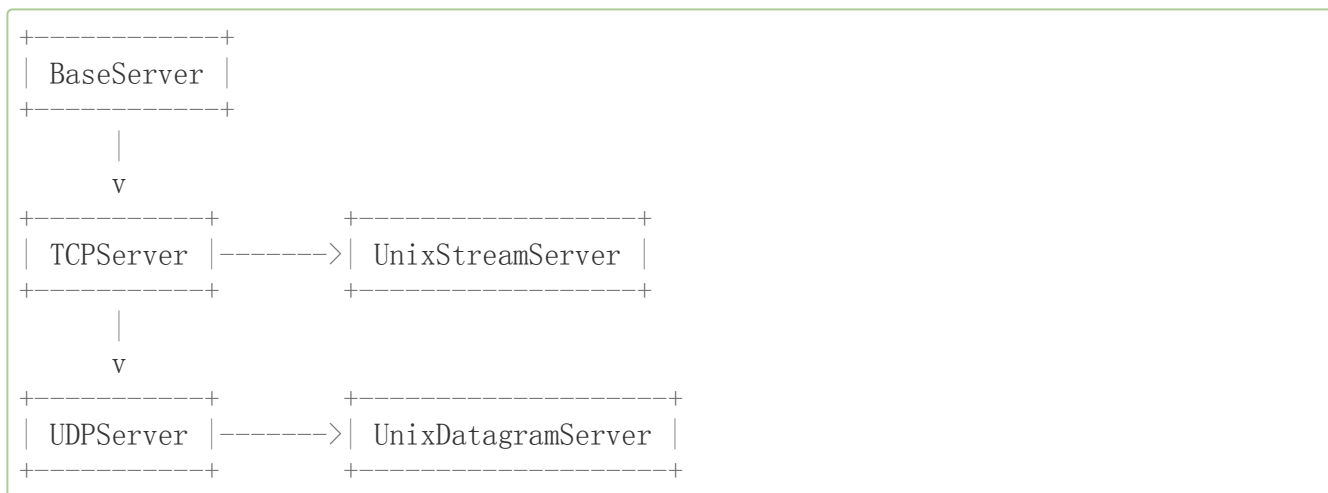 +-----------+
| BaseServer |
+-----------+
      |
      v
+-----------+        +------------------+
| TCPServer |------->| UnixStreamServer |
+-----------+        +------------------+
      |
      v
+-----------+        +--------------------+
| UDPServer |------->| UnixDatagramServer |
+-----------+        +--------------------+